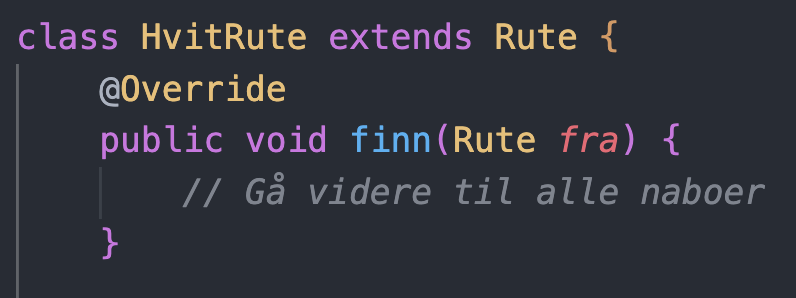 class HvitRute extends Rute {
@Override
public void finn(Rute fra) {
// Gå videre til alle naboer
}